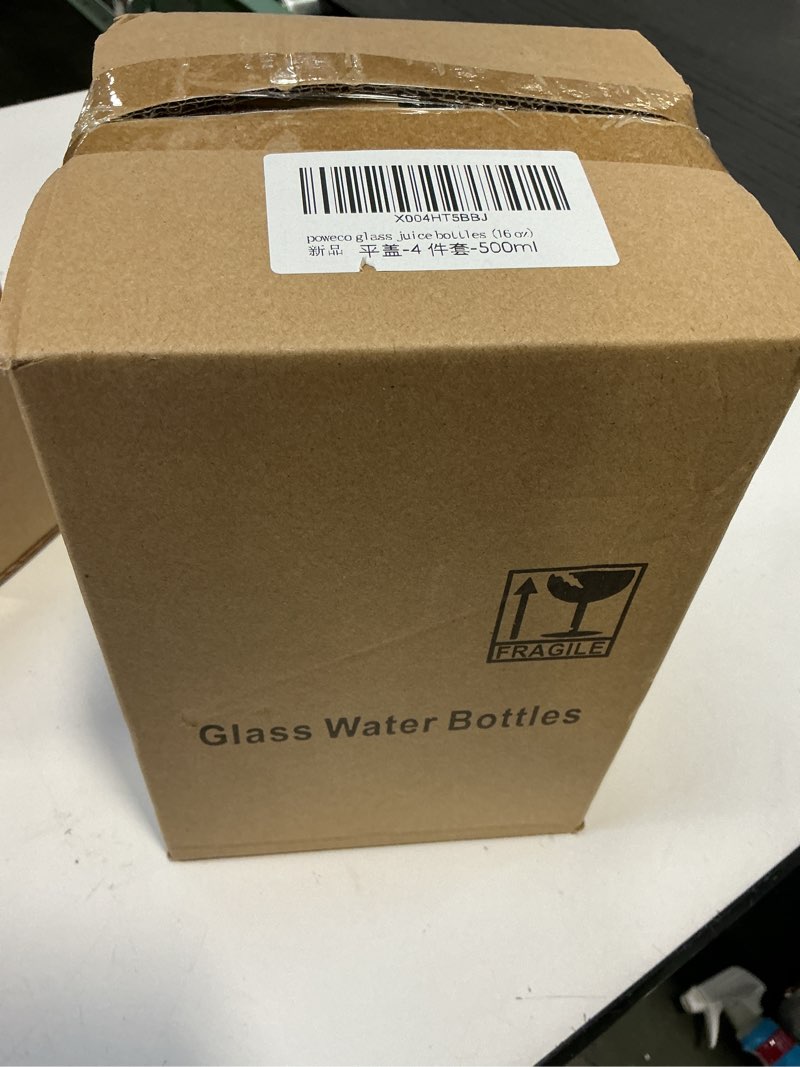 X004HT5BBJ
poweco glass juice bottles (16 oz)
新品 平盖-4 件套-500ml
FRAGILE
Glass Water Bottles